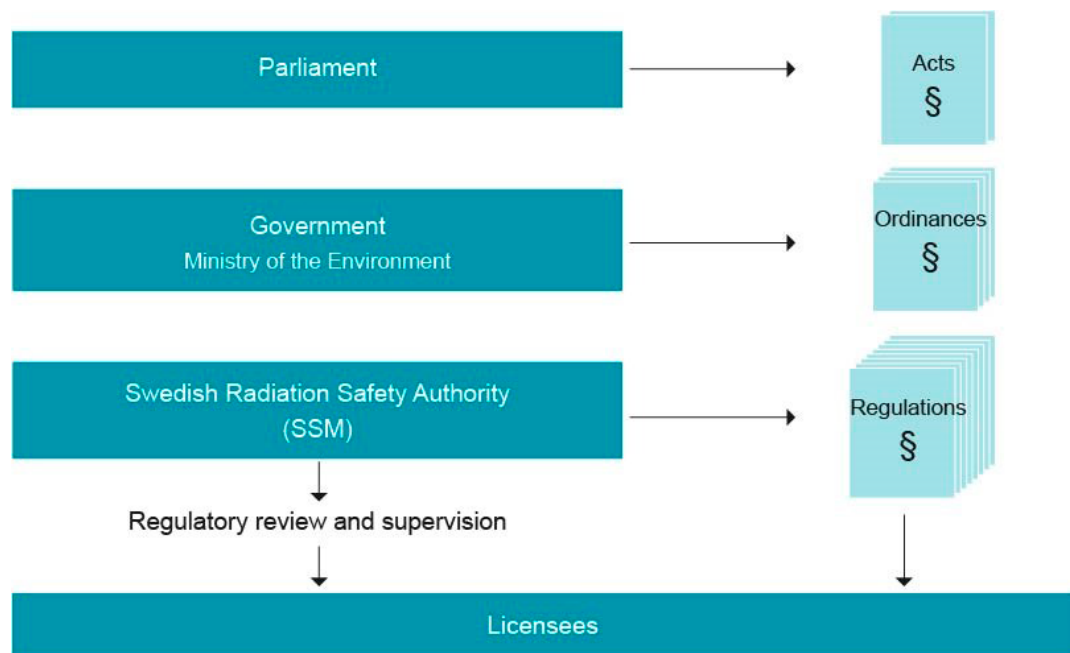 Parliament
Acts
§
Government
Ministry of the Environment
Ordinances
§
Swedish Radiation Safety Authority
(SSM)
Regulations
§
Regulatory review and supervision
Licensees